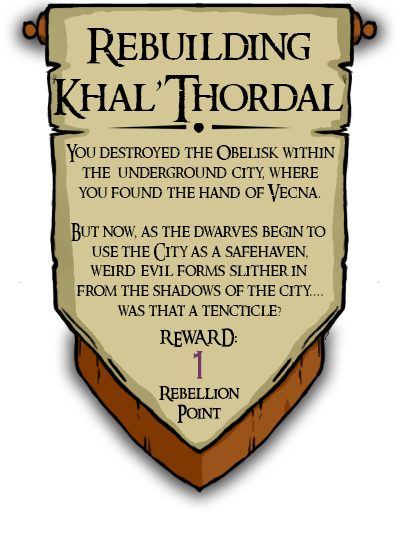 Rebuilding
Khal'Thordal
You destroyed the Obelisk within
the underground city, where
you found the hand of Vecna.
But now, as the dwarves begin to
use the City as a safehaven,
weird evil forms slither in
from the shadows of the city....
was that a tencticle?
reward:
1
Rebellion
Point